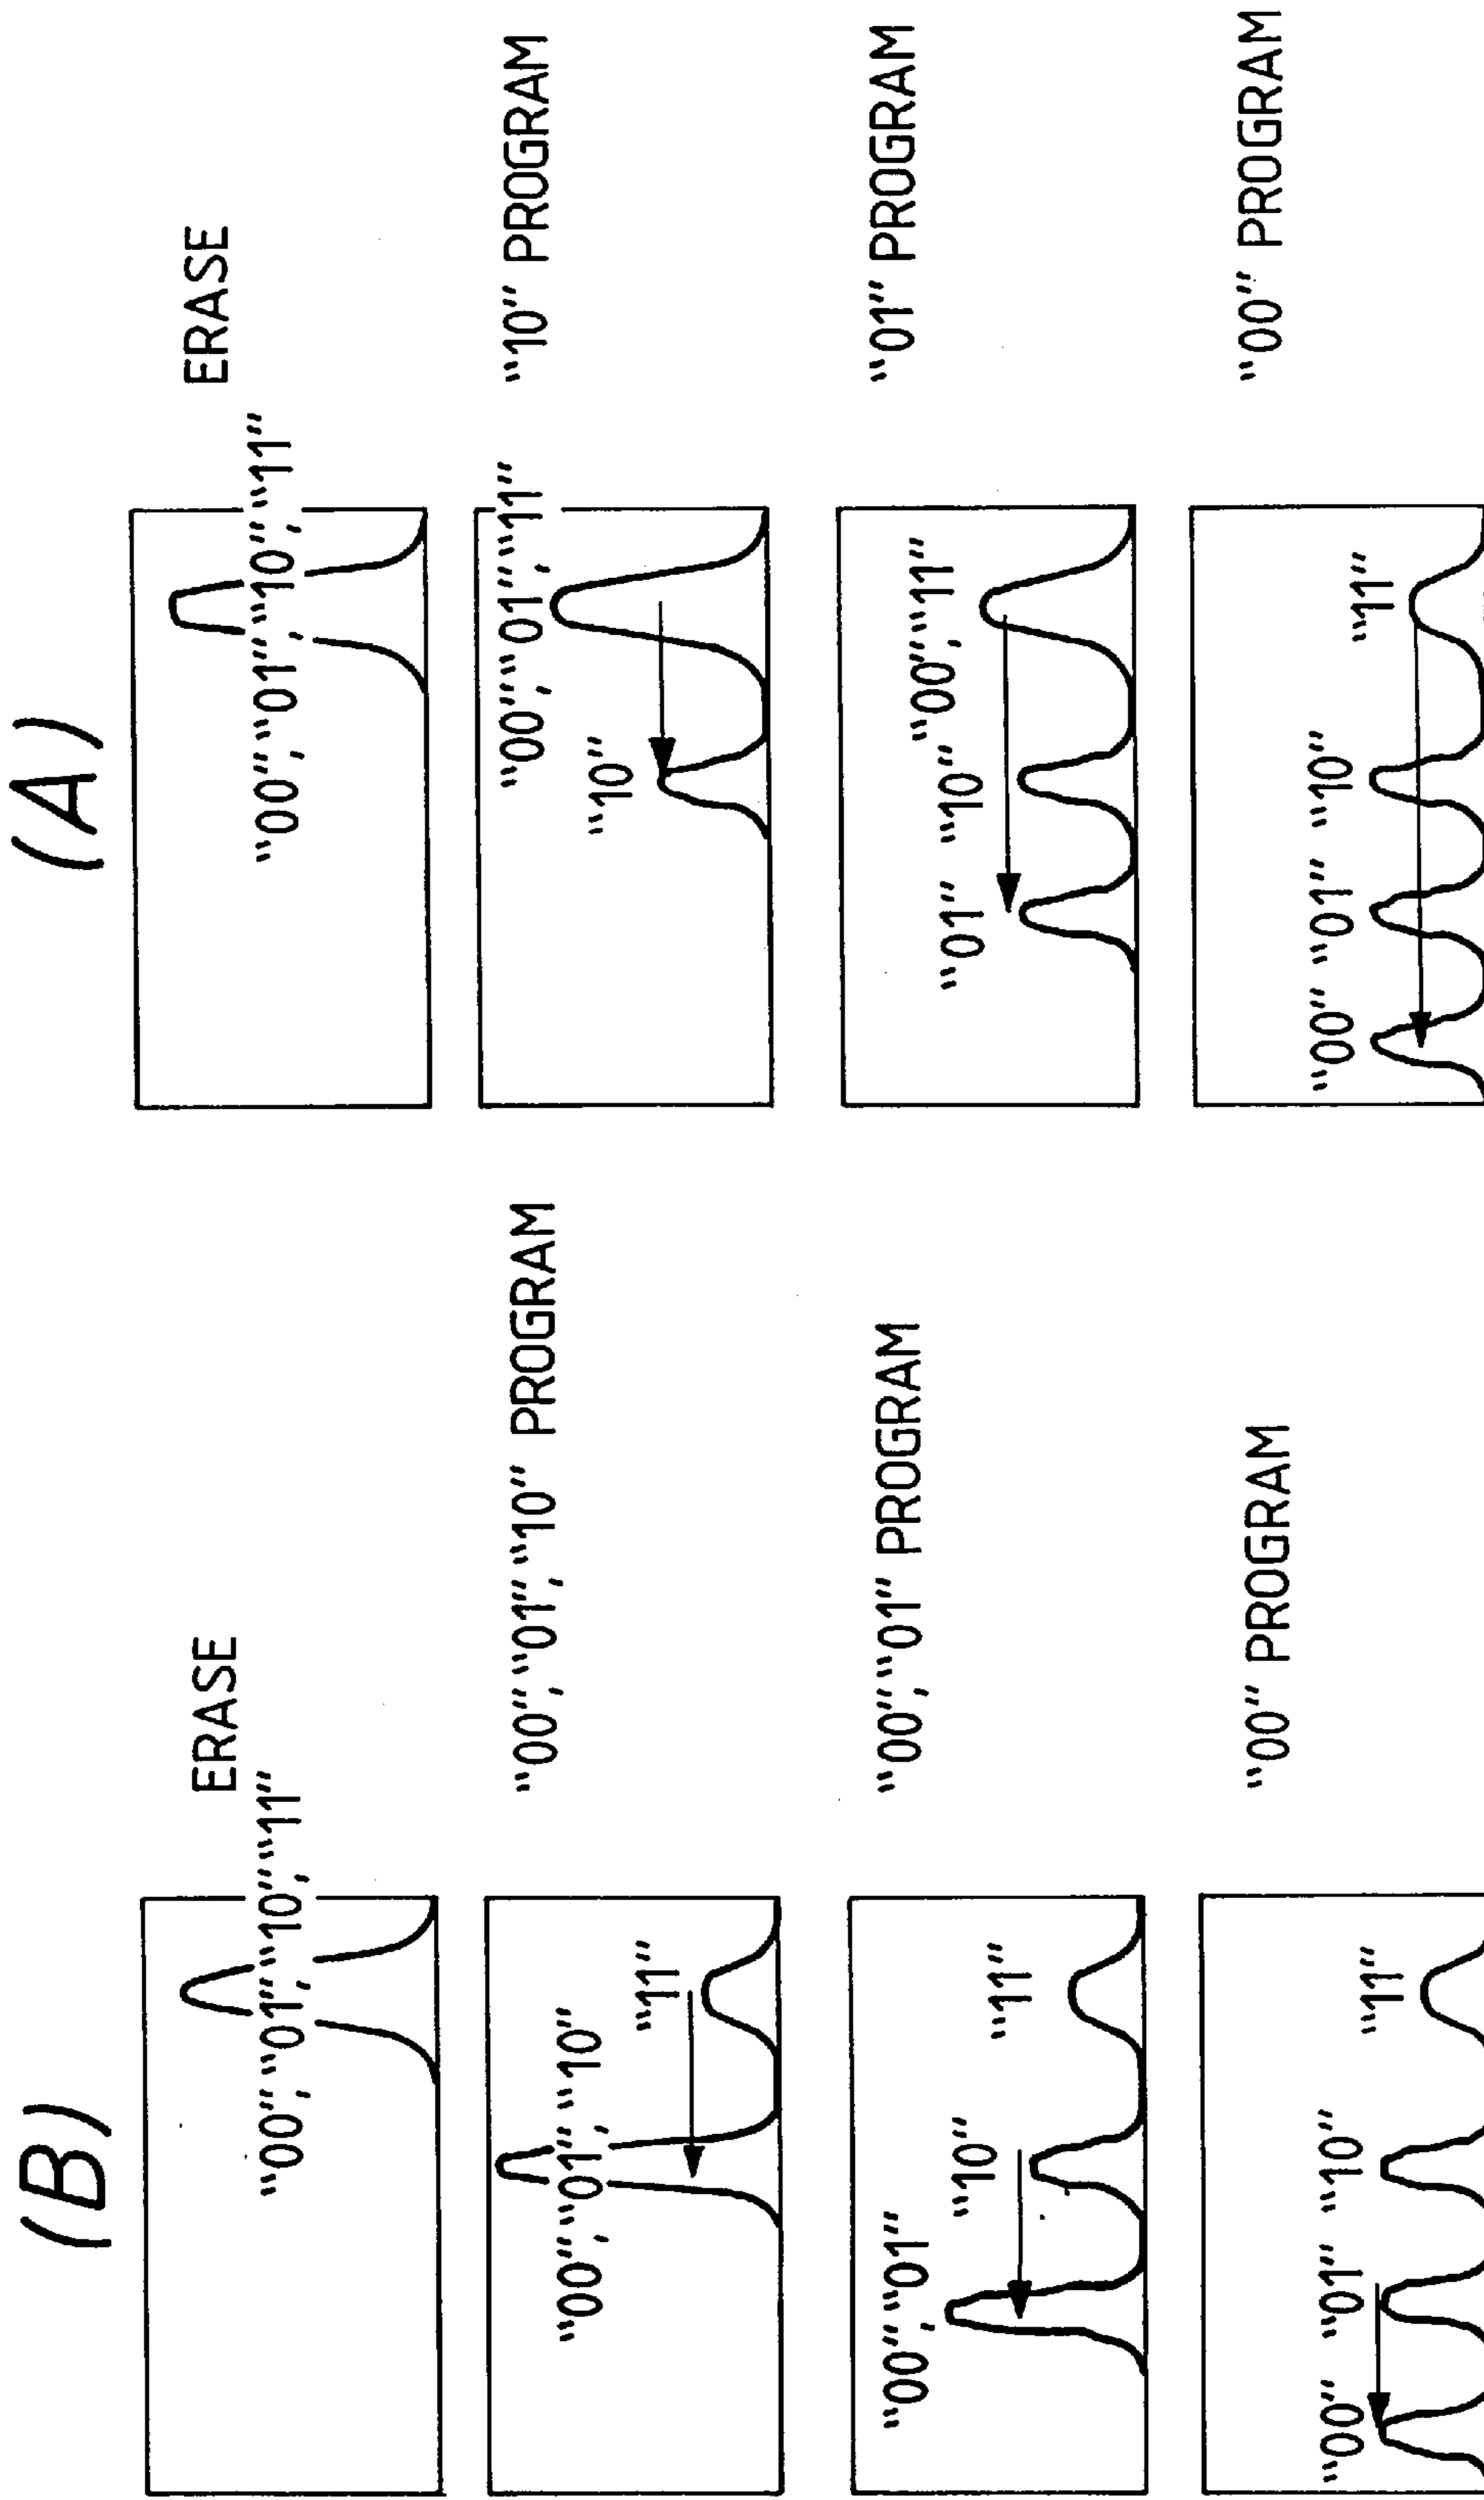 (A)
ERASE
"00","01","10","11"
"10" PROGRAM
"00","01","11"
"10"
"01" PROGRAM
"00","11"
"01" "10"
"00" PROGRAM
"11"
"00" "01" "10"
(B)
ERASE
"00","01","10","11"
"00","01","10" PROGRAM
"00","01","10"
"11"
"00","01" PROGRAM
"00","01"
"10"
"11"
"00" PROGRAM
"00" "01" "10"
"11"